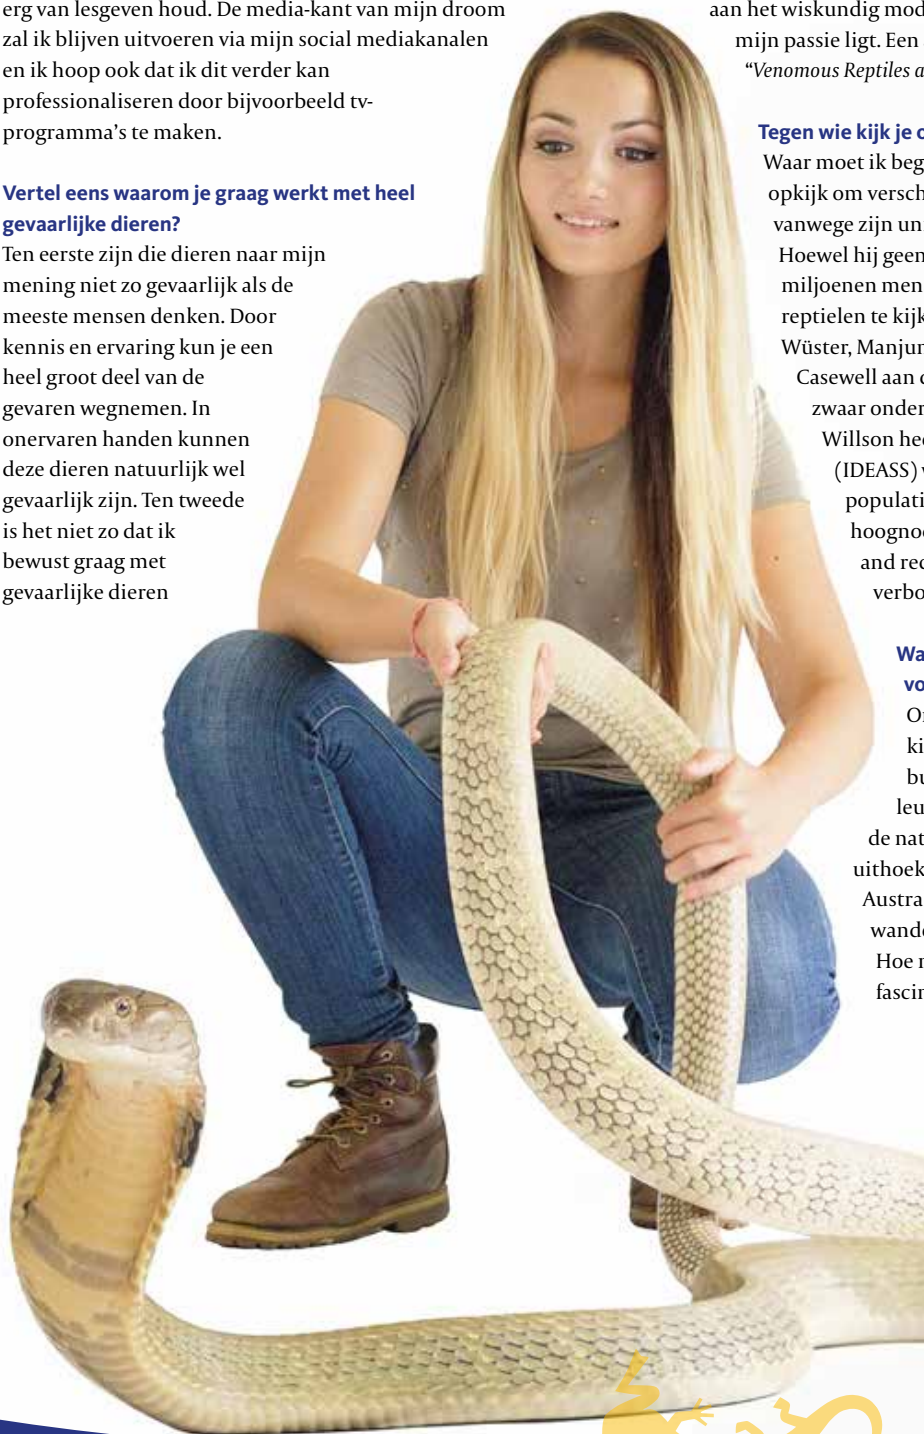 erg van lesgeven houd. De media-kant van mijn droom
zal ik blijven uitvoeren via mijn social mediakanalen
en ik hoop ook dat ik dit verder kan
professionaliseren door bijvoorbeeld tv-
programma's te maken.
Vertel eens waarom je graag werkt met heel
gevaarlijke dieren?
Ten eerste zijn die dieren naar mijn
mening niet zo gevaarlijk als de
meeste mensen denken. Door
kennis en ervaring kun je een
heel groot deel van de
gevaren wegnemen. In
onervaren handen kunnen
deze dieren natuurlijk wel
gevaarlijk zijn. Ten tweede
is het niet zo dat ik
bewust graag met
gevaarlijke dieren
aan het wiskundig mod
mijn passie ligt. Een
“Venomous Reptiles a
Tegen wie kijk je o
Waar moet ik beg
opkijk om versch
vanwege zijn un
Hoewel hij geen
miljoenen men
reptielen te kijk
Wüster, Manjur
Casewell aan d
zwaar onder
Willson hee
(IDEASS) v
populati
hoognod
and rec
verbo
Wa
vo
Or
ki
bu
leu
de nat
uithoek
Austra
wande
Hoe m
fascin